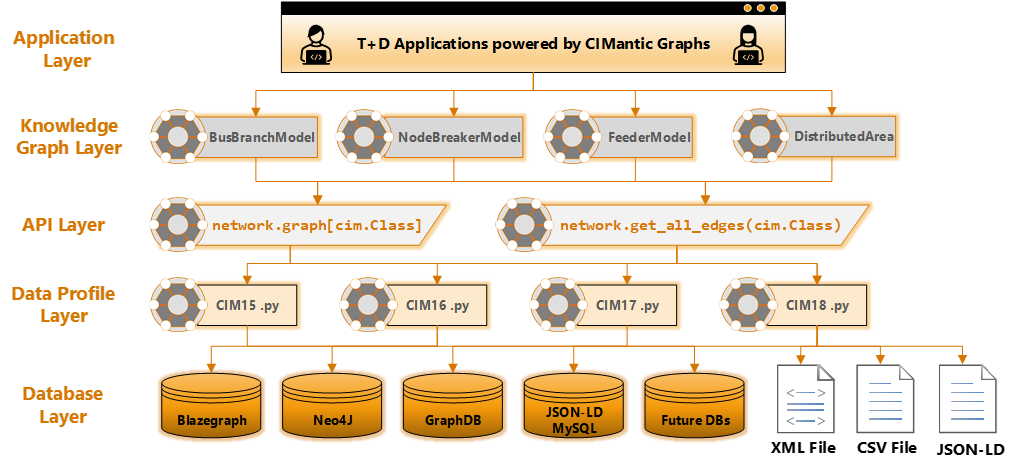 Application
Layer
T+D Applications powered by CIMantic Graphs
Knowledge
Graph Layer
BusBranchModel
NodeBreakerModel
FeederModel
DistributedArea
API Layer
network.graph[cim.Class]
network.get_all_edges(cim.Class)
Data Profile
Layer
CIM15 .py
CIM16 .py
CIM17 .py
CIM18 .py
Database
Layer
Blazegraph
Neo4J
GraphDB
JSON-LD
MySQL
Future DBs
XML File
CSV File
JSON-LD